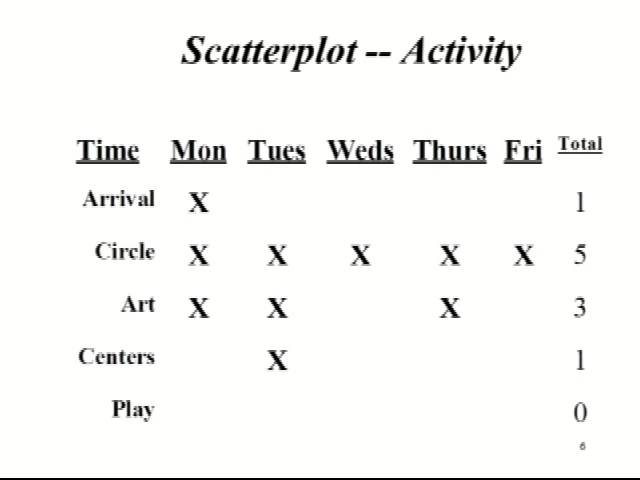 Scatterplot -- Activity
Time Mon Tues Weds Thurs Fri Total
Arrival X 1
Circle X X X X X 5
Art X X X 3
Centers X 1
Play 0
6